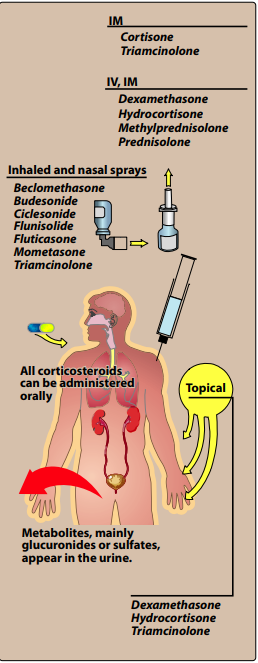 IM
Cortisone
Triamcinolone
IV, IM
Dexamethasone
Hydrocortisone
Methylprednisolone
Prednisolone
Inhaled and nasal sprays
Beclomethasone
Budesonide
Ciclesonide
Flunisolide
Fluticasone
Mometasone
Triamcinolone
All corticosteroids
can be administered
orally
Topical
Metabolites, mainly
glucuronides or sulfates,
appear in the urine.
Dexamethasone
Hydrocortisone
Triamcinolone